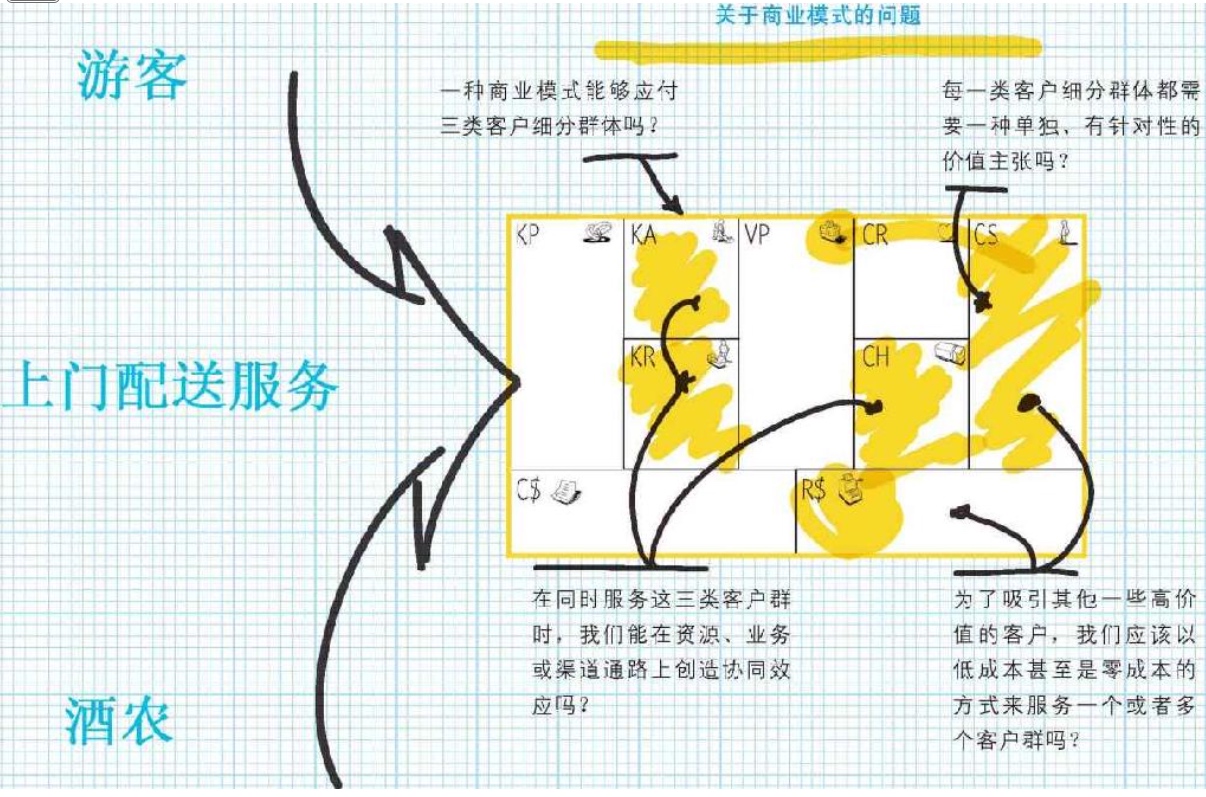 关于商业模式的问题
游客
一种商业模式能够应付
三类客户细分群体吗？
每一类客户细分群体都需
要一种单独、有针对性的
价值主张吗？
KP
KA
VP
CR
CS
KR
CH
上门配送服务
C$
R$
在同时服务这三类客户群
时，我们能在资源、业务
或渠道通路上创造协同效
应吗？
为了吸引其他一些高价
值的客户，我们应该以
低成本甚至是零成本的
方式来服务一个或者多
个客户群吗？
酒农